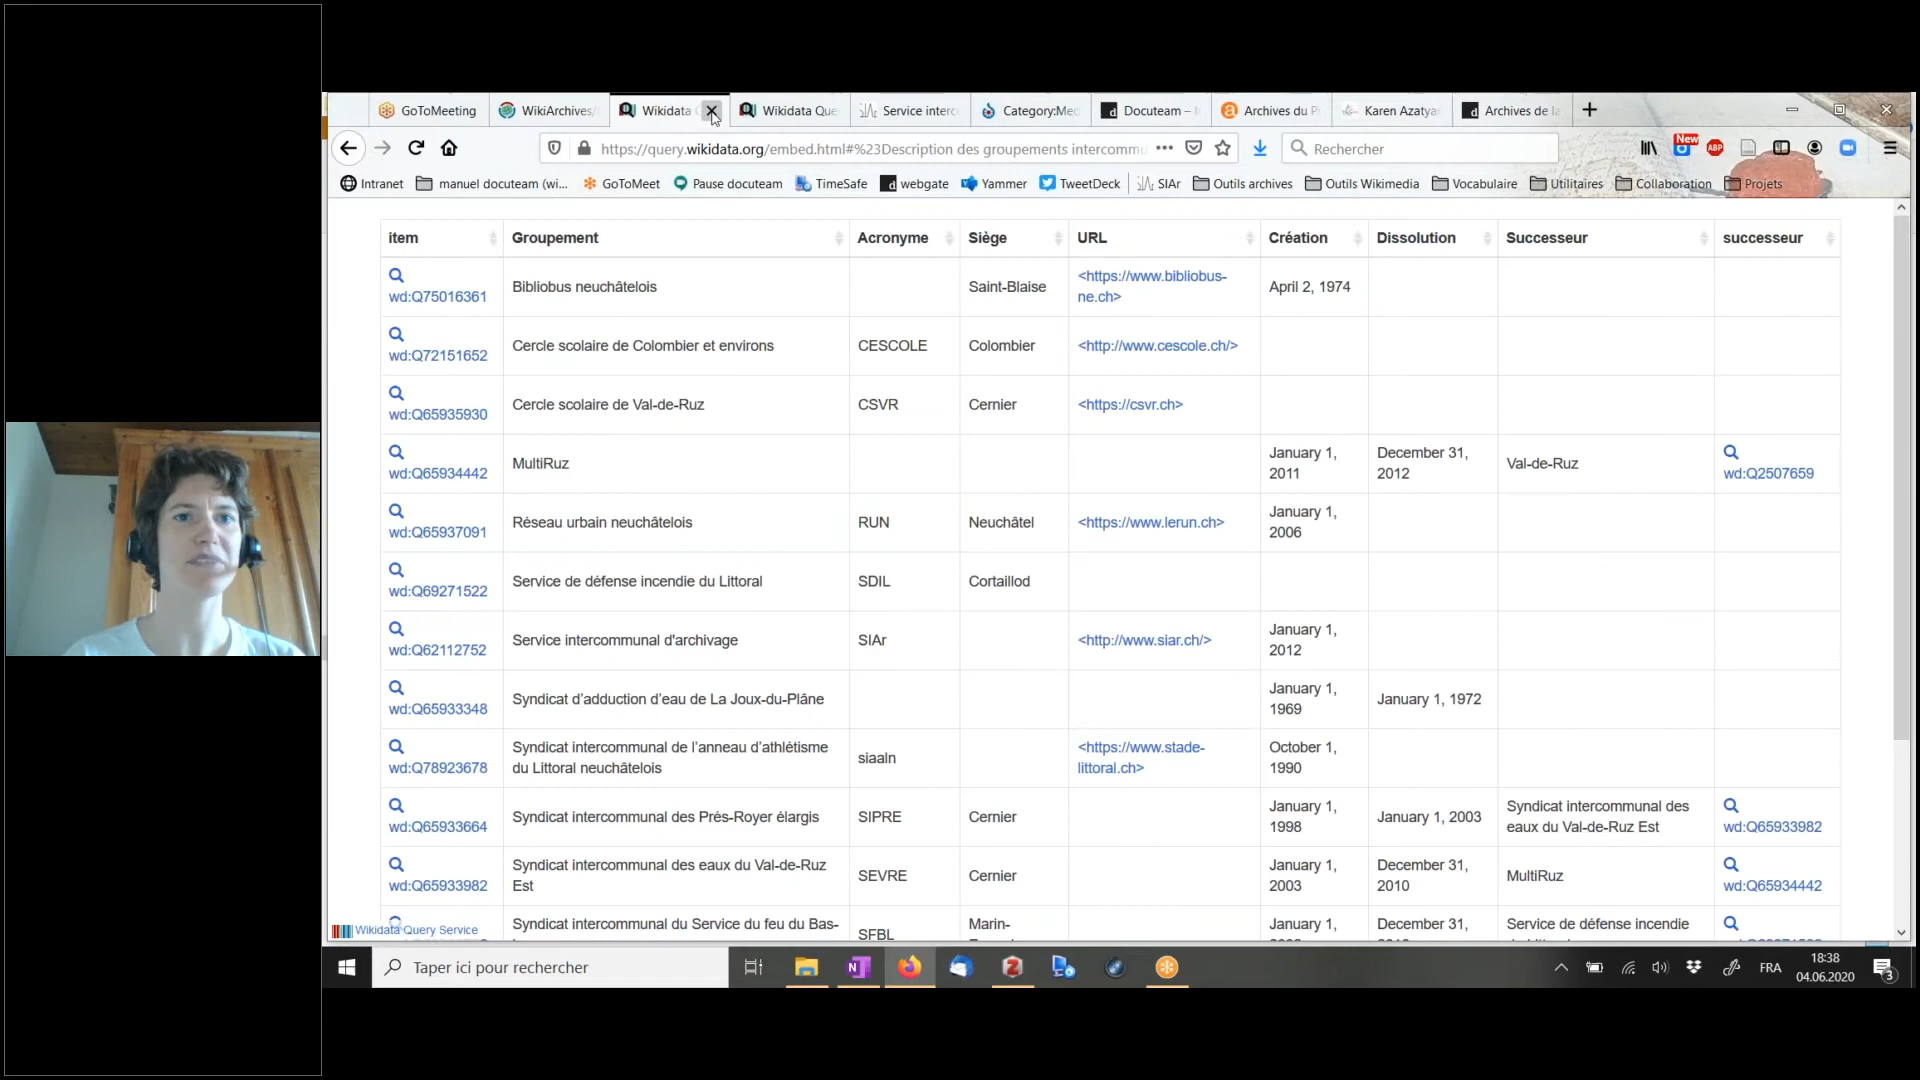 GoToMeeting WikiArchives/ Wikidata Wikidata Que Service interc Category:Med Docuteam – Archives du P Karen Azatya Archives de la
https://query.wikidata.org/embed.html#%23Description des groupements intercommu
Rechercher
New
ABP
Intranet manuel docuteam (wi... GoToMeet Pause docuteam TimeSafe webgate Yammer TweetDeck SIAr Outils archives Outils Wikimedia Vocabulaire Utilitaires Collaboration Projets
item Groupement Acronyme Siège URL Création Dissolution Successeur successeur
wd:Q75016361 Bibliobus neuchâtelois Saint-Blaise <https://www.bibliobus-
ne.ch> April 2, 1974
wd:Q72151652 Cercle scolaire de Colombier et environs CESCOLE Colombier <http://www.cescole.ch/>
wd:Q65935930 Cercle scolaire de Val-de-Ruz CSVR Cernier <https://csvr.ch>
wd:Q65934442 MultiRuz January 1,
2011 December 31,
2012 Val-de-Ruz wd:Q2507659
wd:Q65937091 Réseau urbain neuchâtelois RUN Neuchâtel <https://www.lerun.ch> January 1,
2006
wd:Q69271522 Service de défense incendie du Littoral SDIL Cortaillod
wd:Q62112752 Service intercommunal d'archivage SIAr <http://www.siar.ch/> January 1,
2012
wd:Q65933348 Syndicat d’adduction d’eau de La Joux-du-Plâne January 1,
1969 January 1, 1972
wd:Q78923678 Syndicat intercommunal de l’anneau d’athlétisme
du Littoral neuchâtelois siaaln <https://www.stade-
littoral.ch> October 1,
1990
wd:Q65933664 Syndicat intercommunal des Prés-Royer élargis SIPRE Cernier January 1,
1998 January 1, 2003 Syndicat intercommunal des
eaux du Val-de-Ruz Est wd:Q65933982
wd:Q65933982 Syndicat intercommunal des eaux du Val-de-Ruz
Est SEVRE Cernier January 1,
2003 December 31,
2010 MultiRuz wd:Q65934442
Syndicat intercommunal du Service du feu du Bas- SFBL Marin- January 1, December 31, Service de défense incendie
Wikidata Query Service
Taper ici pour rechercher
FRA
18:38
04.06.2020
3